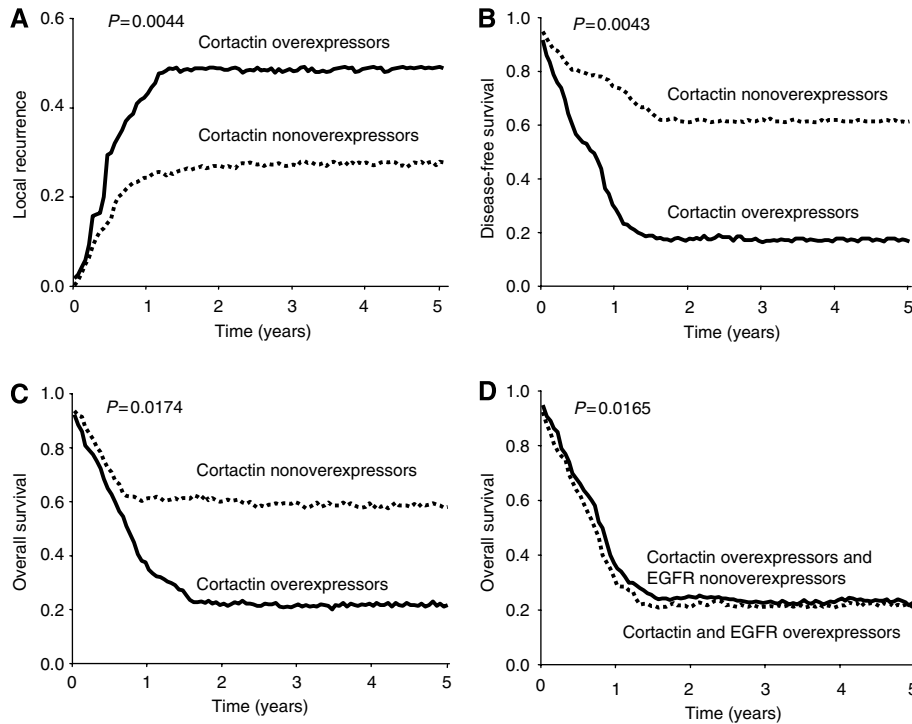 A
P=0.0044
0.6
0.4
0.2
0.0
Local recurrence
Cortactin overexpressors
Cortactin nonoverexpressors
0 1 2 3 4 5
Time (years)
B
P=0.0043
1.0
0.8
0.6
0.4
0.2
0.0
Disease-free survival
Cortactin nonoverexpressors
Cortactin overexpressors
0 1 2 3 4 5
Time (years)
C
P=0.0174
1.0
0.8
0.6
0.4
0.2
0.0
Overall survival
Cortactin nonoverexpressors
Cortactin overexpressors
0 1 2 3 4 5
Time (years)
D
P=0.0165
1.0
0.8
0.6
0.4
0.2
0.0
Overall survival
Cortactin overexpressors and
EGFR nonoverexpressors
Cortactin and EGFR overexpressors
0 1 2 3 4 5
Time (years)